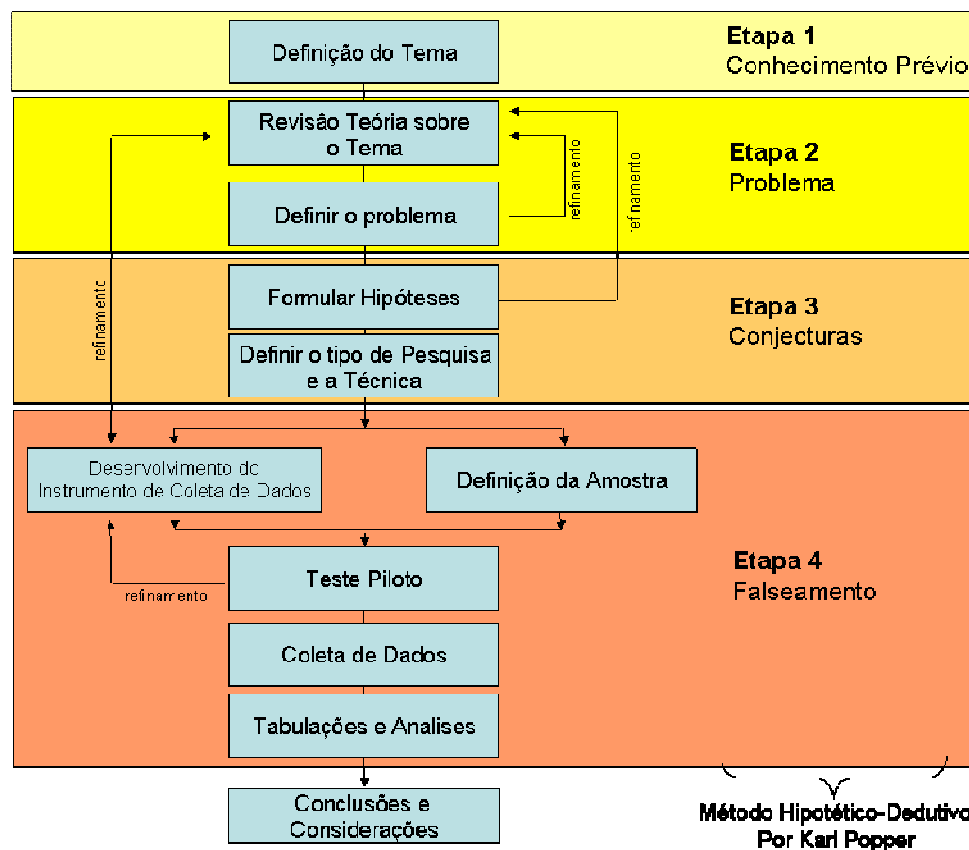 Definição do Tema
Etapa 1
Conhecimento Prévio
Revisão Teória sobre
o Tema
refinamento
refinamento
Etapa 2
Problema
Definir o problema
refinamento
Formular Hipóteses
Etapa 3
Conjecturas
Definir o tipo de Pesquisa
e a Técnica
Desenvolvimento do
Instrumento de Coleta de Dados
Definição da Amostra
Teste Piloto
refinamento
Etapa 4
Falseamento
Coleta de Dados
Tabulações e Analises
Conclusões e
Considerações
Método Hipotético-Dedutivo
Por Karl Popper